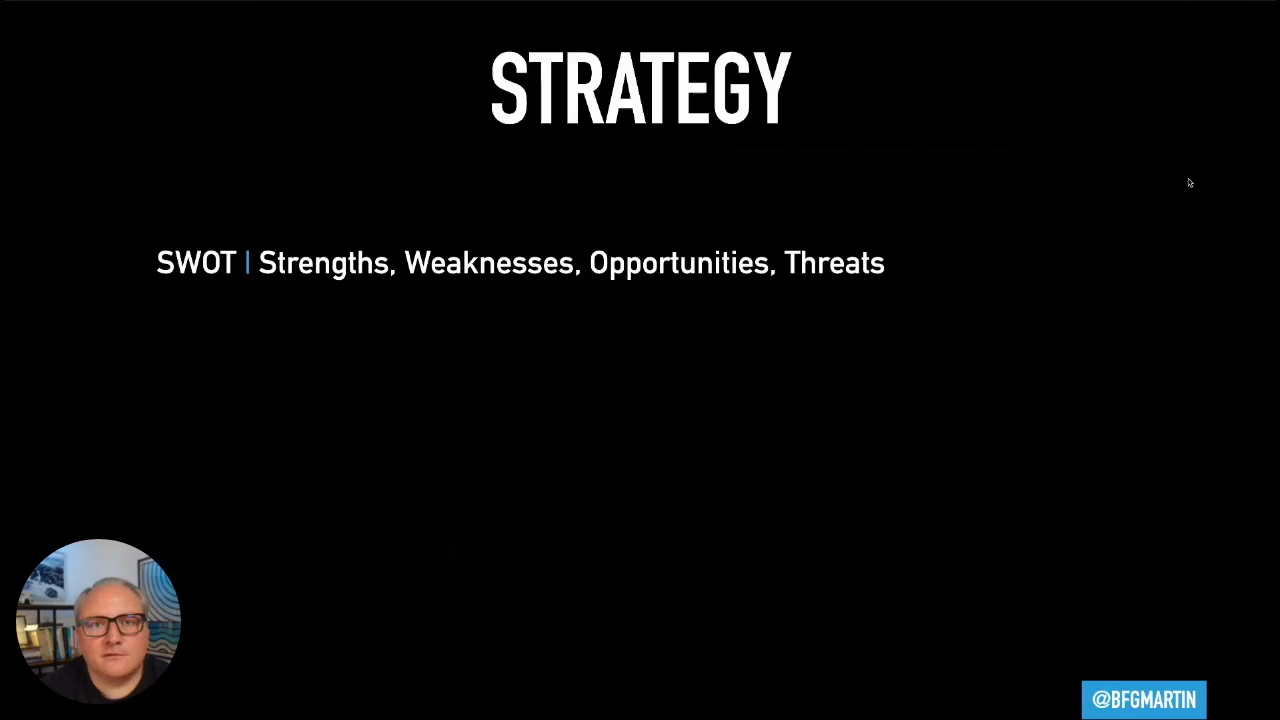 STRATEGY
SWOT | Strengths, Weaknesses, Opportunities, Threats
@BFGMARTIN